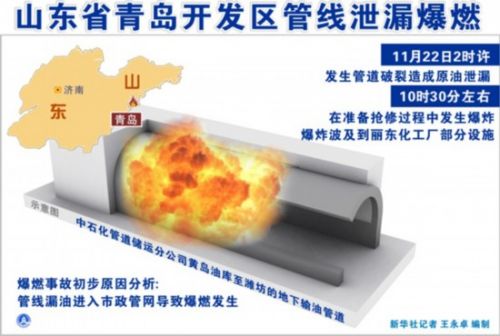 山东省青岛开发区管线泄漏爆燃
11月22日2时许
发生管道破裂造成原油泄漏
10时30分左右
在准备抢修过程中发生爆炸
爆炸波及到丽东化工厂部分设施
济南
山
东
青岛
示意图
中石化管道储运分公司黄岛油库至潍坊的地下输油管道
爆燃事故初步原因分析:
管线漏油进入市政管网导致爆燃发生
新华社记者 王永卓 编制